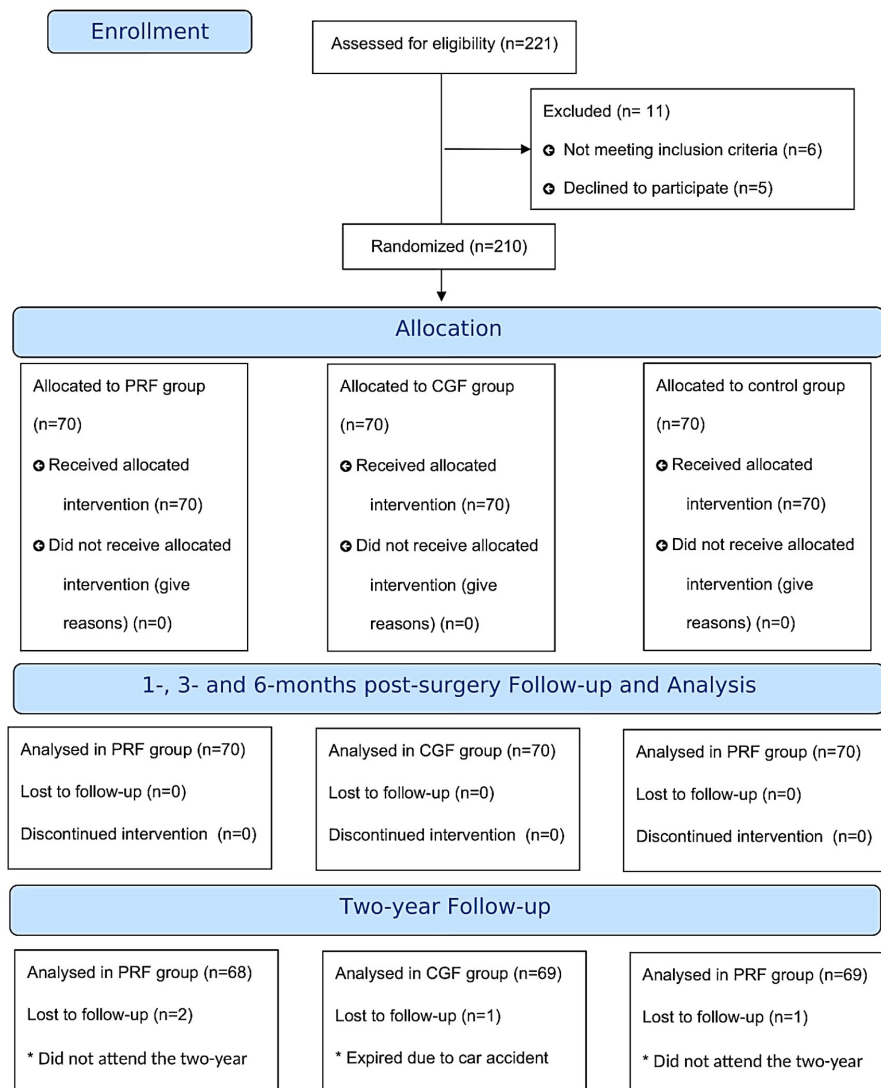 Enrollment
Assessed for eligibility (n=221)
Excluded (n= 11)
Not meeting inclusion criteria (n=6)
Declined to participate (n=5)
Randomized (n=210)
Allocation
Allocated to PRF group
(n=70)
Received allocated
intervention (n=70)
Did not receive allocated
intervention (give
reasons) (n=0)
Allocated to CGF group
(n=70)
Received allocated
intervention (n=70)
Did not receive allocated
intervention (give
reasons) (n=0)
Allocated to control group
(n=70)
Received allocated
intervention (n=70)
Did not receive allocated
intervention (give
reasons) (n=0)
1-, 3- and 6-months post-surgery Follow-up and Analysis
Analysed in PRF group (n=70)
Lost to follow-up (n=0)
Discontinued intervention (n=0)
Analysed in CGF group (n=70)
Lost to follow-up (n=0)
Discontinued intervention (n=0)
Analysed in PRF group (n=70)
Lost to follow-up (n=0)
Discontinued intervention (n=0)
Two-year Follow-up
Analysed in PRF group (n=68)
Lost to follow-up (n=2)
* Did not attend the two-year
Analysed in CGF group (n=69)
Lost to follow-up (n=1)
* Expired due to car accident
Analysed in PRF group (n=69)
Lost to follow-up (n=1)
* Did not attend the two-year